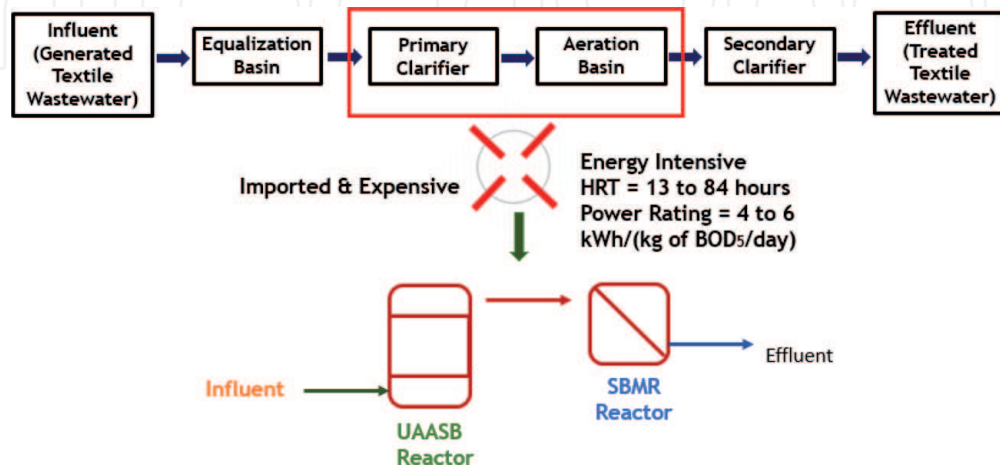 Influent
(Generated
Textile
Wastewater)
Equalization
Basin
Primary
Clarifier
Aeration
Basin
Secondary
Clarifier
Effluent
(Treated
Textile
Wastewater)
Imported & Expensive
Energy Intensive
HRT = 13 to 84 hours
Power Rating = 4 to 6
kWh/(kg of BOD₅/day)
Influent
UAASB
Reactor
SBMR
Reactor
Effluent